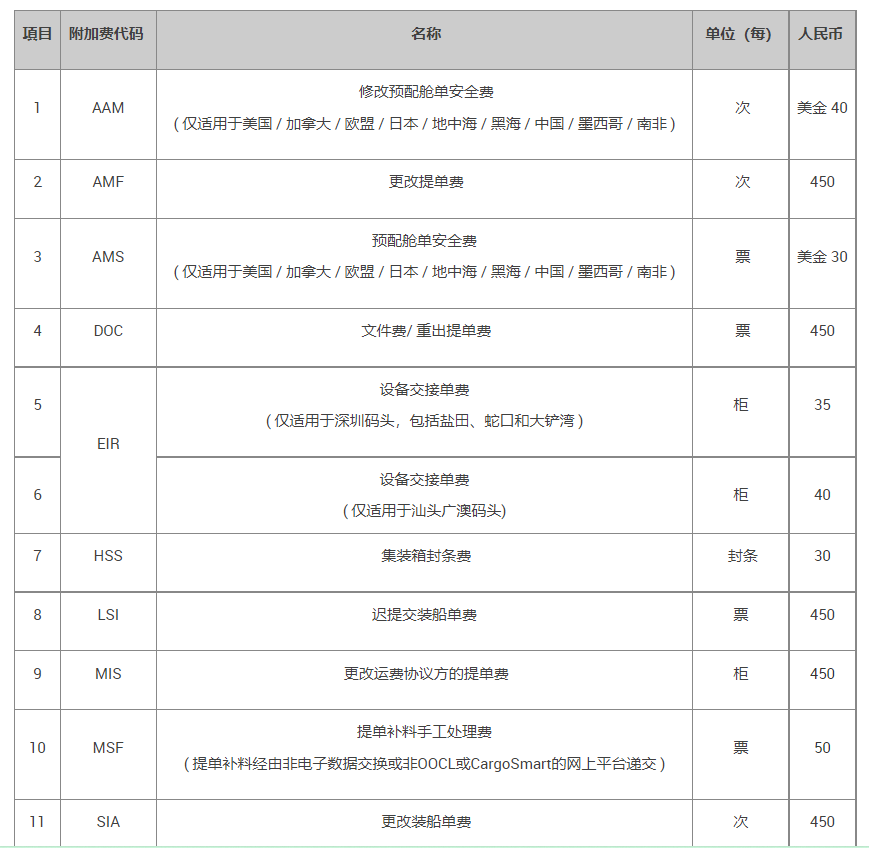 項目 附加费代码 名称 单位（每） 人民币
1 AAM 修改预配舱单安全费 次 美金 40
( 仅适用于美国 / 加拿大 / 欧盟 / 日本 / 地中海 / 黑海 / 中国 / 墨西哥 / 南非 )
2 AMF 更改提单费 次 450
3 AMS 预配舱单安全费 票 美金 30
( 仅适用于美国 / 加拿大 / 欧盟 / 日本 / 地中海 / 黑海 / 中国 / 墨西哥 / 南非 )
4 DOC 文件费/ 重出提单费 票 450
5 EIR 设备交接单费 柜 35
( 仅适用于深圳码头，包括盐田、蛇口和大铲湾 )
6 设备交接单费 柜 40
( 仅适用于汕头广澳码头)
7 HSS 集装箱封条费 封条 30
8 LSI 迟提交装船单费 票 450
9 MIS 更改运费协议方的提单费 柜 450
10 MSF 提单补料手工处理费 票 50
( 提单补料经由非电子数据交换或非OOCL或CargoSmart的网上平台递交 )
11 SIA 更改装船单费 次 450